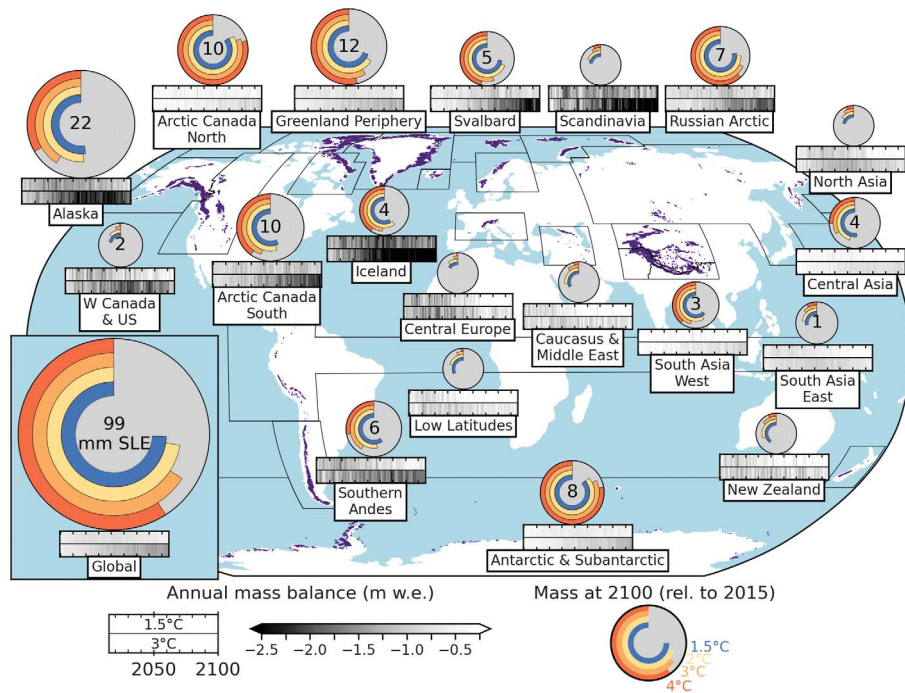 10
12
5
7
22
Arctic Canada
North
Greenland Periphery
Svalbard
Scandinavia
Russian Arctic
North Asia
Alaska
2
10
4
4
W Canada
& US
Arctic Canada
South
Iceland
Central Europe
Caucasus &
Middle East
3
South Asia
West
Central Asia
1
South Asia
East
99
mm SLE
Global
Low Latitudes
6
Southern
Andes
8
Antarctic & Subantarctic
New Zealand
Annual mass balance (m w.e.)
Mass at 2100 (rel. to 2015)
1.5°C
3°C
2050
2100
−2.5
−2.0
−1.5
−1.0
−0.5
1.5°C
2°C
3°C
4°C